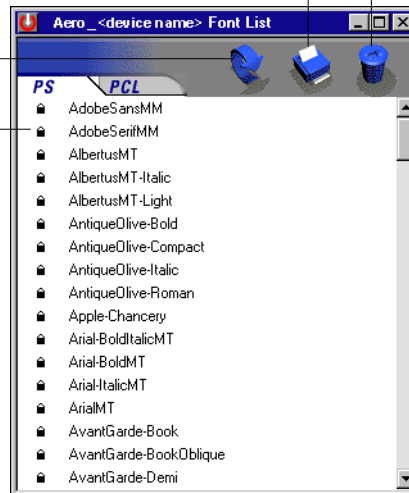 Aero_<device name> Font List
PS PCL
AdobeSansMM
AdobeSerifMM
AlbertusMT
AlbertusMT-Italic
AlbertusMT-Light
AntiqueOlive-Bold
AntiqueOlive-Compact
AntiqueOlive-Italic
AntiqueOlive-Roman
Apple-Chancery
Arial-BoldItalicMT
Arial-BoldMT
Arial-ItalicMT
ArialMT
AvantGarde-Book
AvantGarde-BookOblique
AvantGarde-Demi